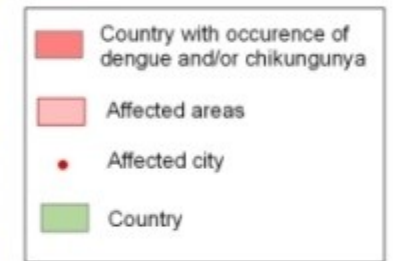 Country with occurence of
dengue and/or chikungunya
Affected areas
Affected city
Country